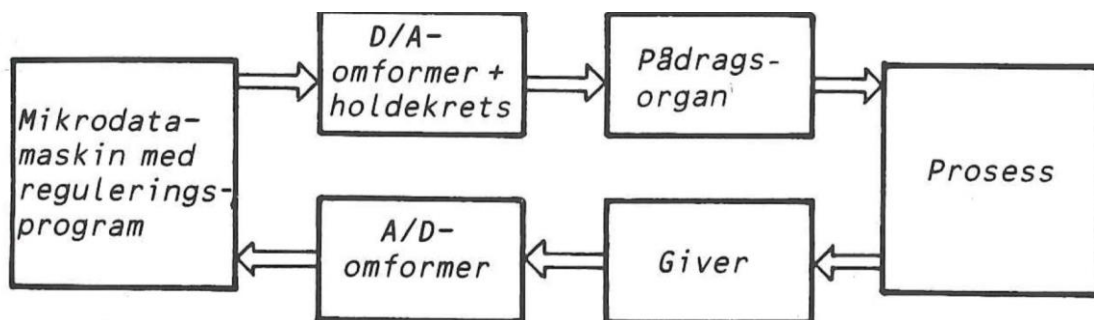 Mikrodata-
maskin med
regulerings-
program
D/A-
omformer +
holdekrets
Pådrags-
organ
Prosess
A/D-
omformer
Giver